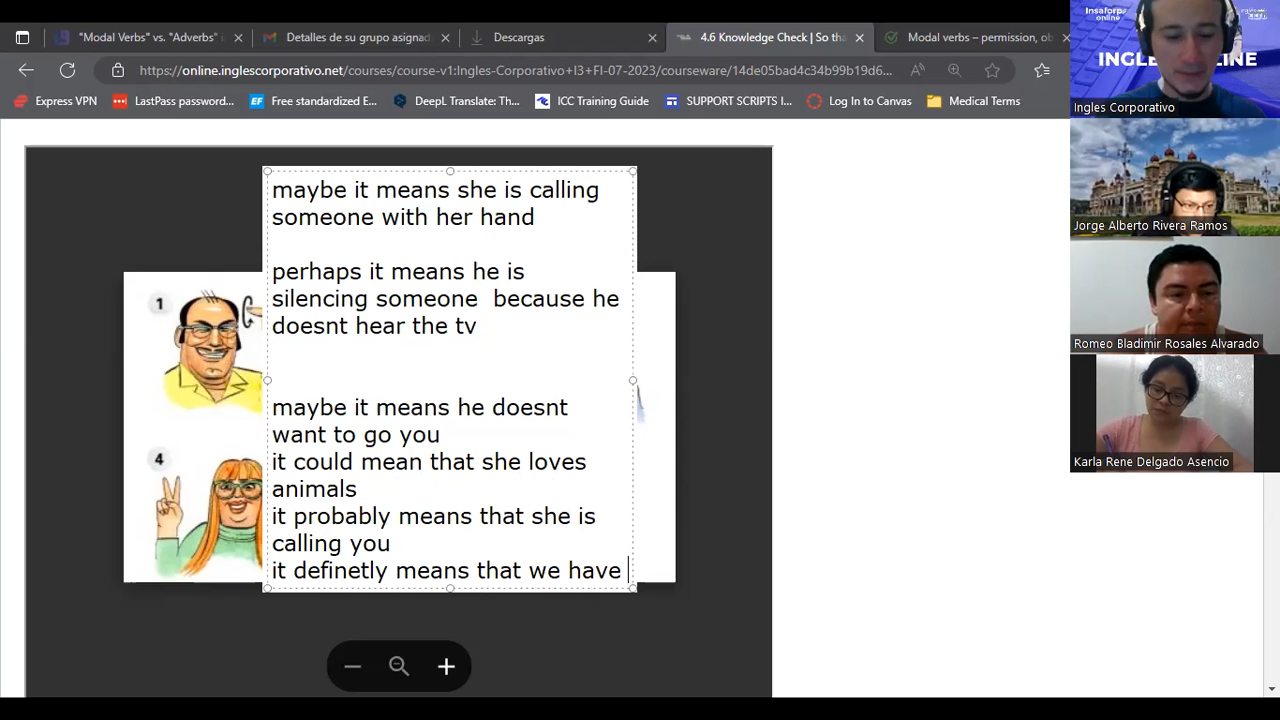 "Modal Verbs" vs. "Adverbs" i
Detalles de su grupo asignad
Descargas
4.6 Knowledge Check | So tha
Modal verbs – permission, ob
https://online.inglescorporativo.net/courses/course-v1:Ingles-Corporativo+I3+FI-07-2023/courseware/14de05bad4c34b99b19d6...
Express VPN
LastPass password...
Free standardized E...
DeepL Translate: Th...
ICC Training Guide
SUPPORT SCRIPTS I...
Log In to Canvas
Medical Terms
maybe it means she is calling
someone with her hand
perhaps it means he is
silencing someone  because he
doesnt hear the tv
maybe it means he doesnt
want to go you
it could mean that she loves
animals
it probably means that she is
calling you
it definetly means that we have
1
4
Insaforp
online
INGLE
NLINE
Ingles Corporativo
Jorge Alberto Rivera Ramos
Romeo Bladimir Rosales Alvarado
Karla Rene Delgado Asencio